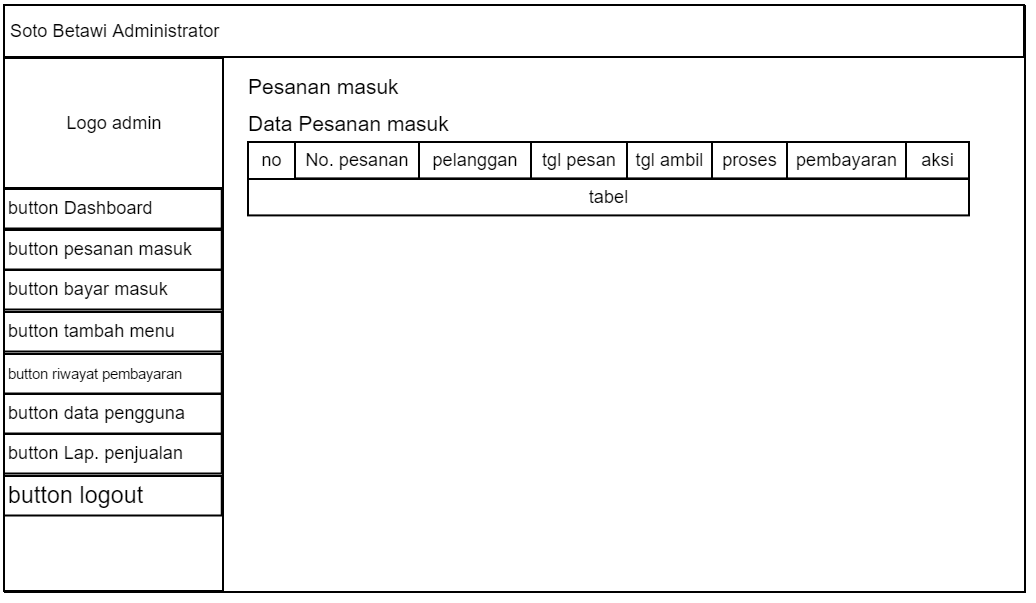 Soto Betawi Administrator
Logo admin
button Dashboard
button pesanan masuk
button bayar masuk
button tambah menu
button riwayat pembayaran
button data pengguna
button Lap. penjualan
button logout
Pesanan masuk
Data Pesanan masuk
no No. pesanan pelanggan tgl pesan tgl ambil proses pembayaran aksi
tabel